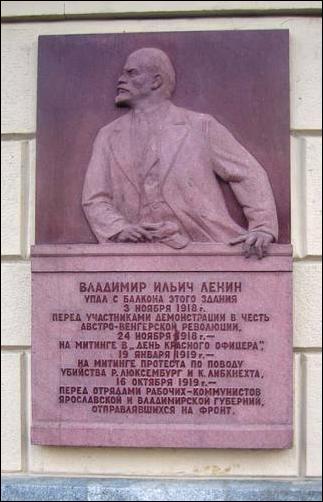 ВЛАДИМИР ИЛЬИЧ ЛЕНИН
УПАЛ С БАЛКОНА ЭТОГО ЗДАНИЯ
3 НОЯБРЯ 1918 Г.
ПЕРЕД УЧАСТНИКАМИ ДЕМОНСТРАЦИИ В ЧЕСТЬ
АВСТРО-ВЕНГЕРСКОЙ РЕВОЛЮЦИИ,
24 НОЯБРЯ 1918 Г.—
НА МИТИНГЕ В „ДЕНЬ КРАСНОГО ОФИЦЕРА",
19 ЯНВАРЯ 1919 Г.—
НА МИТИНГЕ ПРОТЕСТА ПО ПОВОДУ
УБИЙСТВА Р. ЛЮКСЕМБУРГ И К. ЛИБКНЕХТА,
16 ОКТЯБРЯ 1919 Г.—
ПЕРЕД ОТРЯДАМИ РАБОЧИХ-КОММУНИСТОВ
ЯРОСЛАВСКОЙ И ВЛАДИМИРСКОЙ ГУБЕРНИЙ,
ОТПРАВЛЯВШИХСЯ НА ФРОНТ.